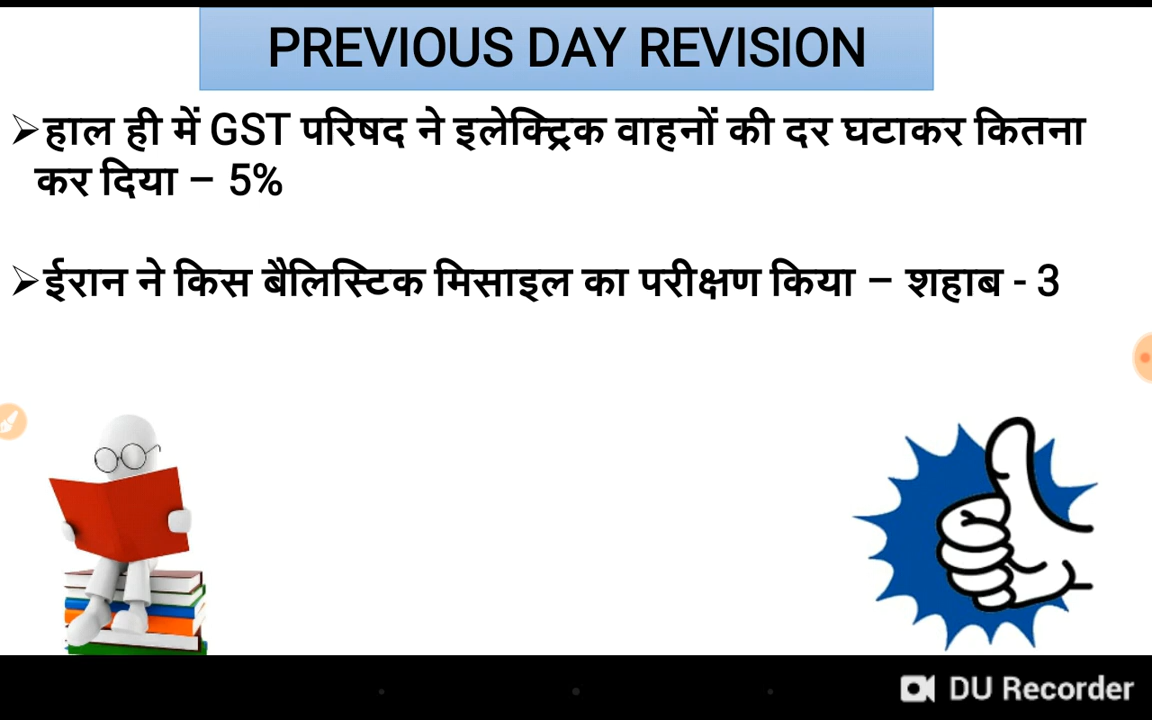 PREVIOUS DAY REVISION
➢हाल ही में GST परिषद ने इलेक्ट्रिक वाहनों की दर घटाकर कितना
कर दिया – 5%
➢ईरान ने किस बैलिस्टिक मिसाइल का परीक्षण किया – शहाब - 3
DU Recorder